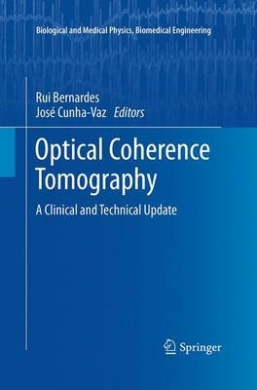 Biological and Medical Physics, Biomedical Engineering
Rui Bernardes
José Cunha-Vaz   Editors
Optical Coherence
Tomography
A Clinical and Technical Update
Springer